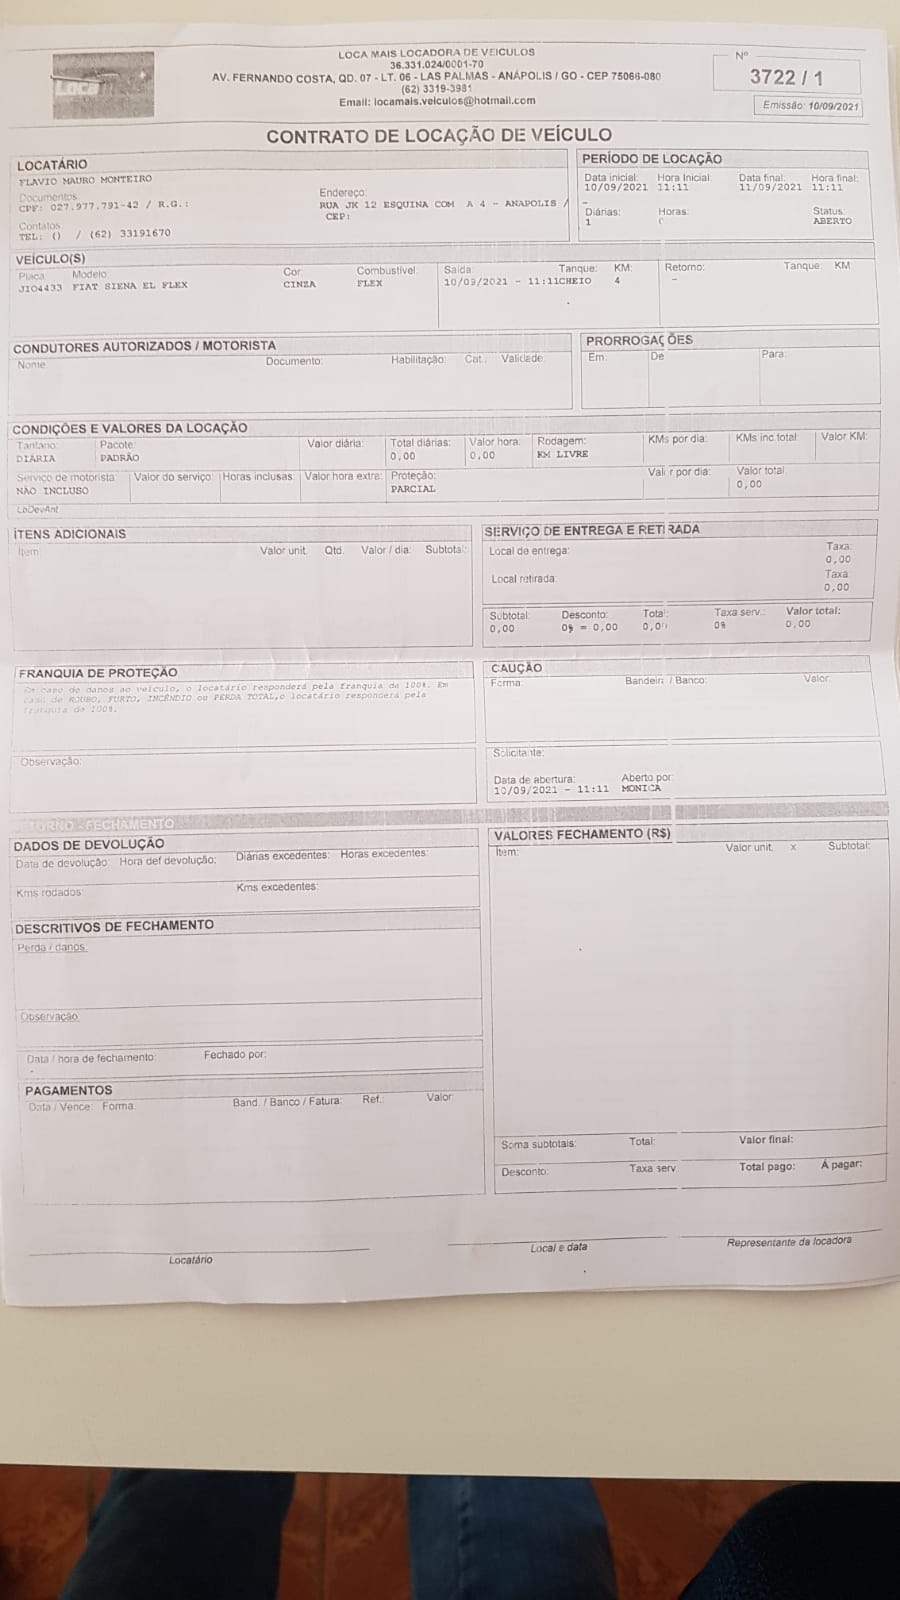 Loca
LOCA MAIS LOCADORA DE VEICULOS
36.331.024/0001-70
AV. FERNANDO COSTA, QD. 07 - LT. 06 - LAS PALMAS - ANÁPOLIS / GO - CEP 75066-080
(62) 3319-3981
Email: locamais.veiculos@hotmail.com
Nº
3722 / 1
Emissão: 10/09/2021
CONTRATO DE LOCAÇÃO DE VEÍCULO
LOCATÁRIO
FLAVIO MAURO MONTEIRO
Documentos
CPF: 027.977.791-42 / R.G.:
Contatos
TEL: () / (62) 33191670
Endereço:
RUA JK 12 ESQUINA COM A 4 - ANAPOLIS /
CEP:
PERÍODO DE LOCAÇÃO
Data inicial: Hora Inicial: Data final: Hora final:
10/09/2021 11:11 11/09/2021 11:11
-
Diárias: Horas: Status:
1 ABERTO
VEÍCULO(S)
Placa: Modelo: Cor: Combustível: Saída: Tanque: KM: Retorno: Tanque: KM
JIO4433 FIAT SIENA EL FLEX CINZA FLEX 10/09/2021 - 11:11CHEIO 4 -
CONDUTORES AUTORIZADOS / MOTORISTA
Nome Documento: Habilitação: Cat.: Validade:
PRORROGAÇÕES
Em: De Para:
CONDIÇÕES E VALORES DA LOCAÇÃO
Pacote: Valor diária: Total diárias: Valor hora: Rodagem: KMs por dia: KMs inc.total: Valor KM:
DIÁRIA PADRÃO 0,00 0,00 KM LIVRE
Serviço de motorista: Valor do serviço: Horas inclusas: Valor hora extra: Proteção: Valor por dia: Valor total:
NÃO INCLUSO PARCIAL 0,00
LoDevAnt
ÍTENS ADICIONAIS
Item Valor unit. Qtd. Valor / dia: Subtotal:
SERVIÇO DE ENTREGA E RETIRADA
Local de entrega: Taxa:
0,00
Local retirada: Taxa:
0,00
Subtotal: Desconto: Total: Taxa serv.: Valor total:
0,00 0% = 0,00 0,00 0% 0,00
FRANQUIA DE PROTEÇÃO
Em caso de danos ao veículo, o locatário responderá pela franquia de 100%. Em
caso de ROUBO, FURTO, INCÊNDIO ou PERDA TOTAL,o locatário responderá pela
franquia de 100%.
Observação:
CAUÇÃO
Forma: Bandeira / Banco: Valor:
Solicitante:
Data de abertura: Aberto por:
10/09/2021 - 11:11 MONICA
RETORNO - FECHAMENTO
DADOS DE DEVOLUÇÃO
Data de devolução: Hora def devolução: Diárias excedentes: Horas excedentes:
Kms rodados: Kms excedentes:
DESCRITIVOS DE FECHAMENTO
Perda / danos:
Observação:
Data / hora de fechamento: Fechado por:
-
PAGAMENTOS
Data / Vence: Forma: Band. / Banco / Fatura: Ref.: Valor:
VALORES FECHAMENTO (R$)
Item: Valor unit. x Subtotal:
Soma subtotais: Total: Valor final:
Desconto: Taxa serv Total pago: Á pagar:
Locatário
Local e data
Representante da locadora